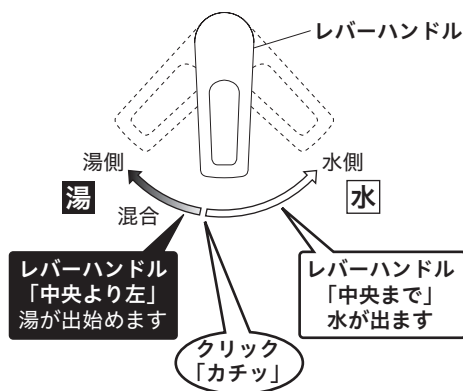 レバーハンドル
湯側
水側
湯
水
混合
レバーハンドル
「中央より左」
湯が出始めます
レバーハンドル
「中央まで」
水が出ます
クリック
「カチッ」